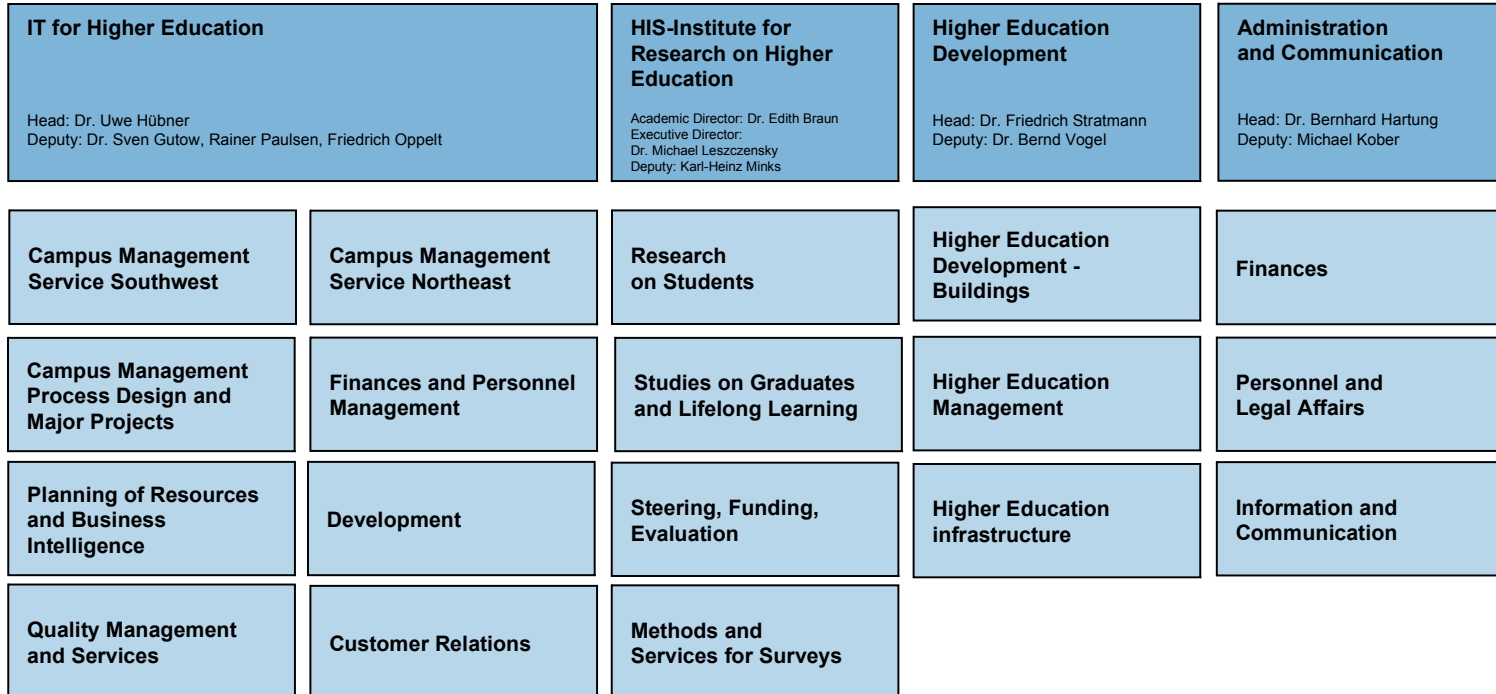 IT for Higher Education
Head: Dr. Uwe Hübner
Deputy: Dr. Sven Gutow, Rainer Paulsen, Friedrich Oppelt
HIS-Institute for
Research on Higher
Education
Academic Director: Dr. Edith Braun
Executive Director:
Dr. Michael Leszczensky
Deputy: Karl-Heinz Minks
Higher Education
Development
Head: Dr. Friedrich Stratmann
Deputy: Dr. Bernd Vogel
Administration
and Communication
Head: Dr. Bernhard Hartung
Deputy: Michael Kober
Campus Management
Service Southwest
Campus Management
Service Northeast
Research
on Students
Higher Education
Development -
Buildings
Finances
Campus Management
Process Design and
Major Projects
Finances and Personnel
Management
Studies on Graduates
and Lifelong Learning
Higher Education
Management
Personnel and
Legal Affairs
Planning of Resources
and Business
Intelligence
Development
Steering, Funding,
Evaluation
Higher Education
infrastructure
Information and
Communication
Quality Management
and Services
Customer Relations
Methods and
Services for Surveys